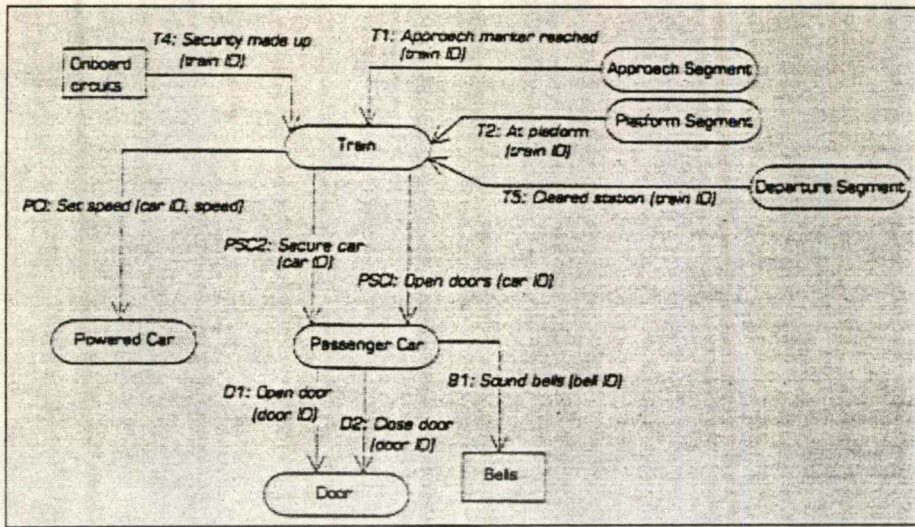 T4: Security made up
(train ID)
T1: Approach marker reached
(train ID)
Onboard
circuits
Approach Segment
Platform Segment
T2: At platform
(train ID)
Train
Departure Segment
T5: Cleared station (train ID)
PC1: Set speed (car ID, speed)
PSC2: Secure car
(car ID)
PSC1: Open doors (car ID)
Powered Car
Passenger Car
B1: Sound bells (bell ID)
D1: Open door
(door ID)
D2: Close door
(door ID)
Bells
Door